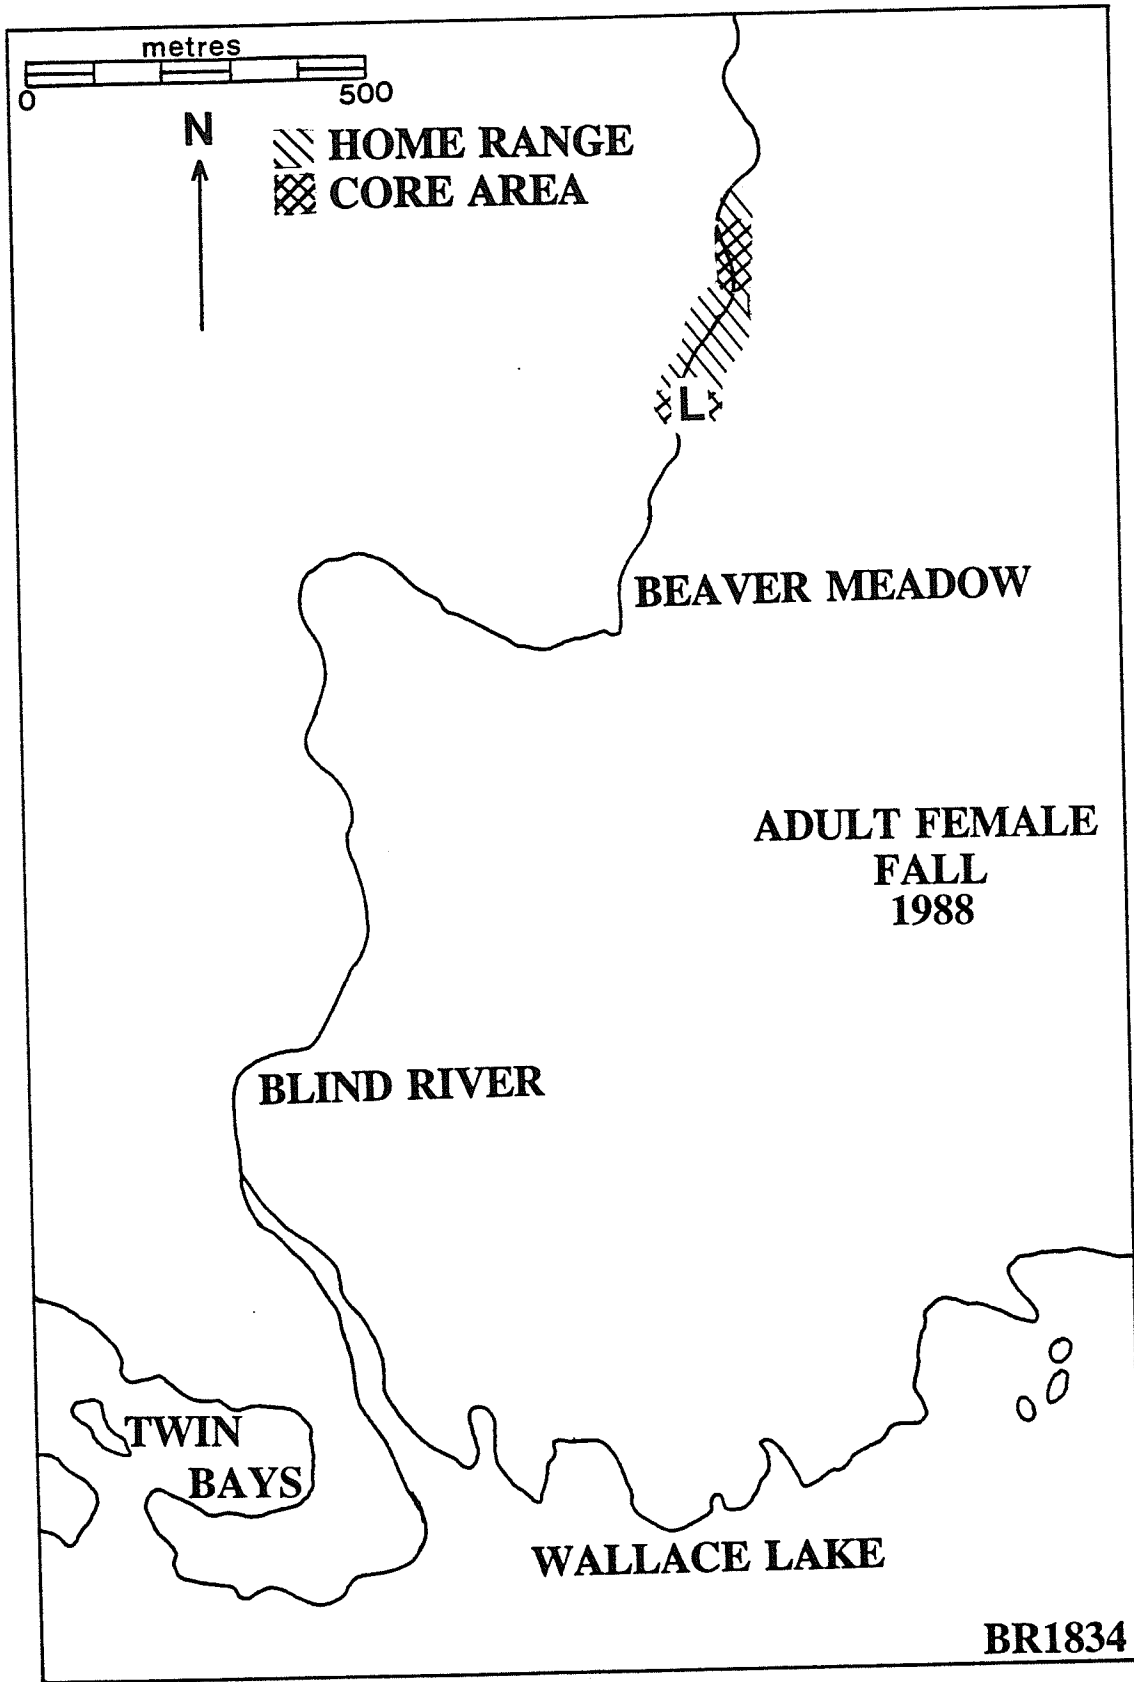 metres
0 500
N
HOME RANGE
CORE AREA
L
BEAVER MEADOW
ADULT FEMALE
FALL
1988
BLIND RIVER
TWIN
BAYS
WALLACE LAKE
BR1834